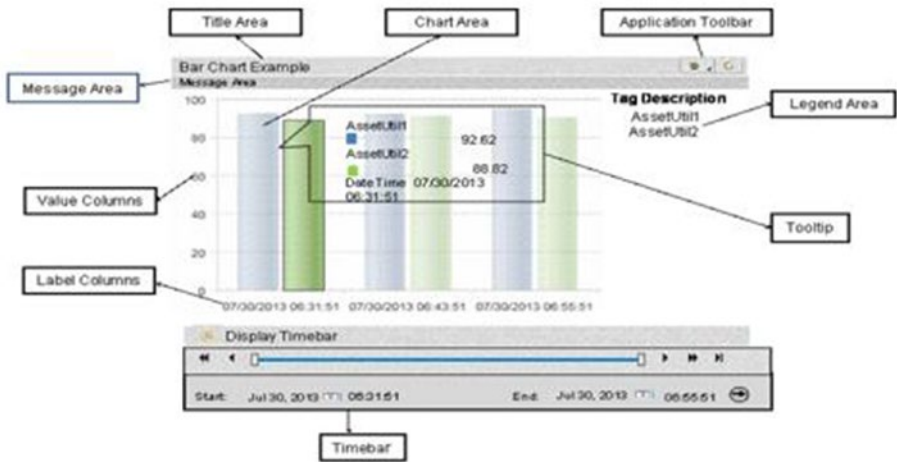 Title Area
Chart Area
Application Toolbar
Bar Chart Example
Message Area
Message Area
Tag Description
AssetUtil1
AssetUtil2
Legend Area
100
80
60
40
20
0
AssetUtil1
92.62
AssetUtil2
88.82
DateTime 07/30/2013
06:31:51
Value Columns
Tooltip
Label Columns
07/30/2013 06:31:51 07/30/2013 06:43:51 07/30/2013 06:55:51
Display Timebar
Start: Jul 30, 2013 06:31:51 End: Jul 30, 2013 06:55:51
Timebar